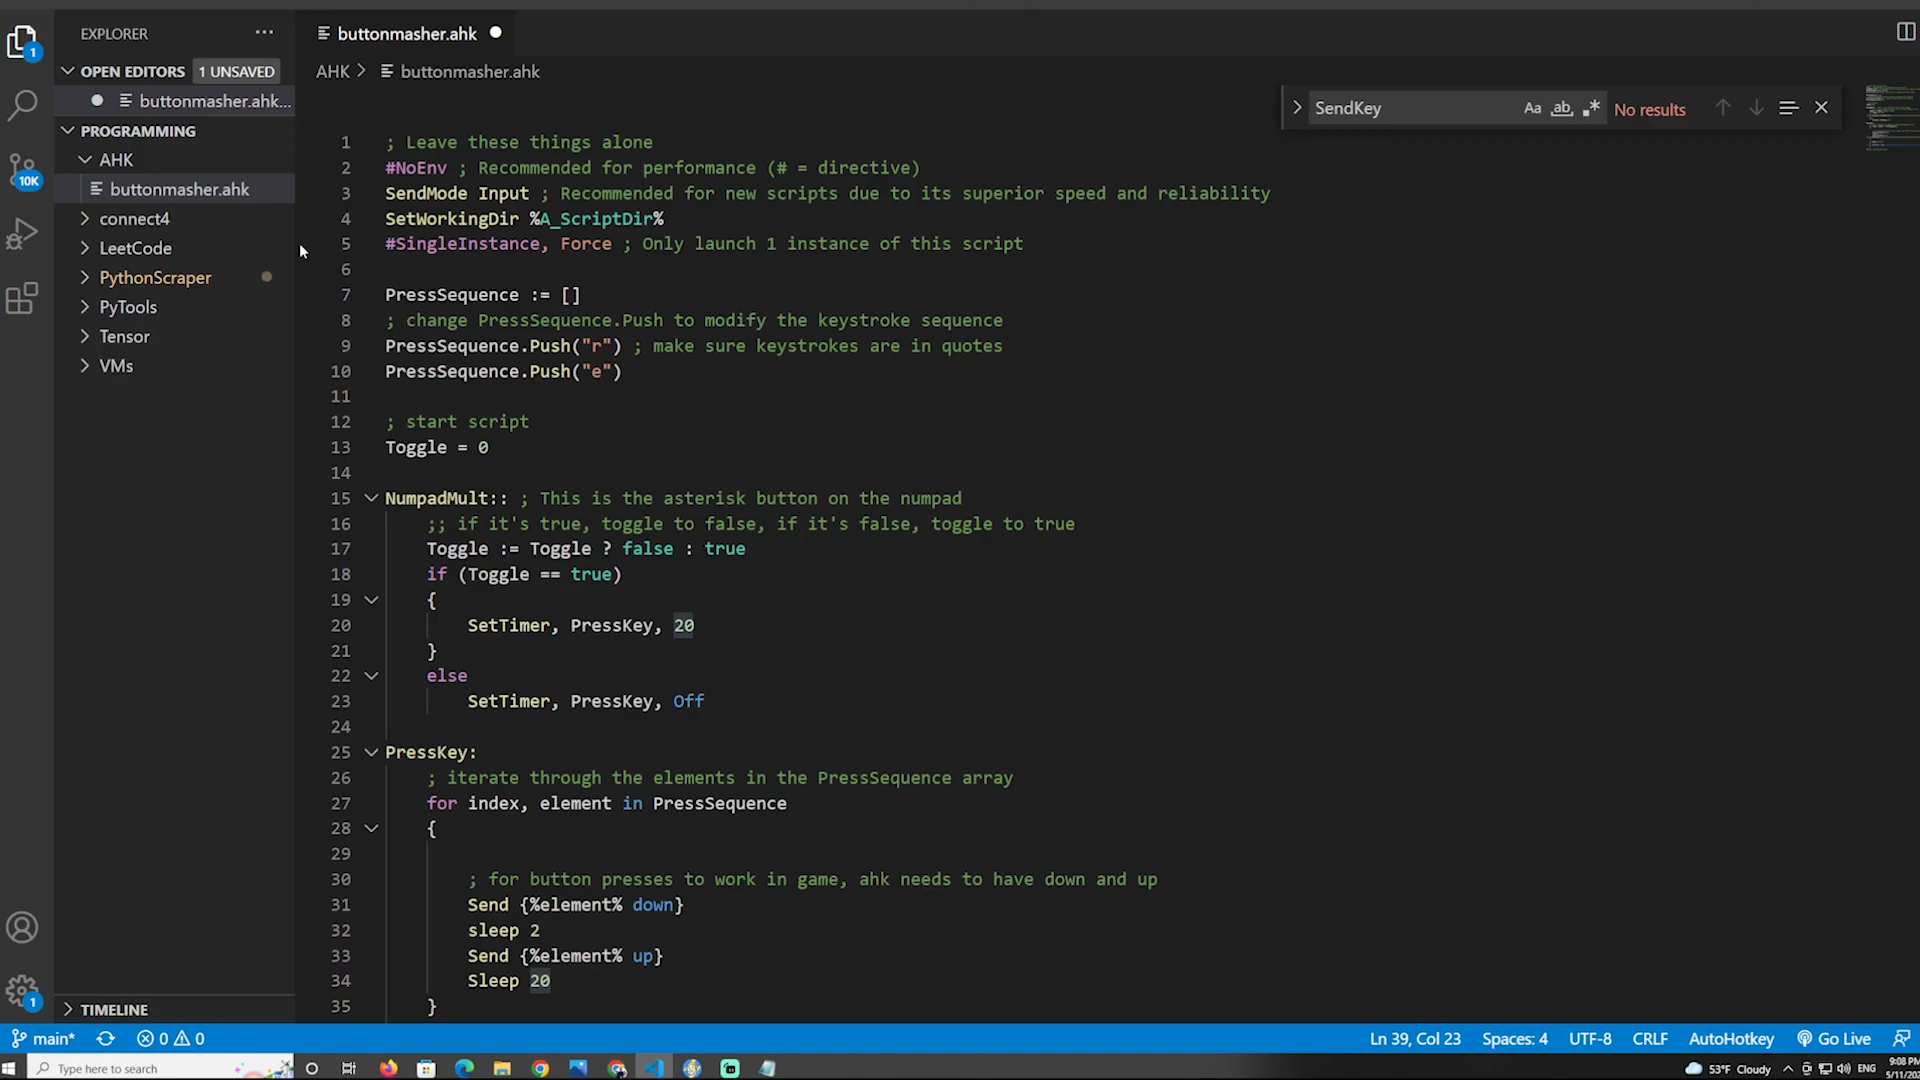 EXPLORER
buttonmasher.ahk
OPEN EDITORS
1 UNSAVED
AHK
buttonmasher.ahk
buttonmasher.ahk...
SendKey
Aa
ab
No results
PROGRAMMING
AHK
buttonmasher.ahk
connect4
LeetCode
PythonScraper
PyTools
Tensor
VMs
1
10K
1 ; Leave these things alone
2 #NoEnv ; Recommended for performance (# = directive)
3 SendMode Input ; Recommended for new scripts due to its superior speed and reliability
4 SetWorkingDir %A_ScriptDir%
5 #SingleInstance, Force ; Only launch 1 instance of this script
6
7 PressSequence := []
8 ; change PressSequence.Push to modify the keystroke sequence
9 PressSequence.Push("r") ; make sure keystrokes are in quotes
10 PressSequence.Push("e")
11
12 ; start script
13 Toggle = 0
14
15 NumpadMult:: ; This is the asterisk button on the numpad
16 ;; if it's true, toggle to false, if it's false, toggle to true
17 Toggle := Toggle ? false : true
18 if (Toggle == true)
19 {
20 SetTimer, PressKey, 20
21 }
22 else
23 SetTimer, PressKey, Off
24
25 PressKey:
26 ; iterate through the elements in the PressSequence array
27 for index, element in PressSequence
28 {
29
30 ; for button presses to work in game, ahk needs to have down and up
31 Send {%element% down}
32 sleep 2
33 Send {%element% up}
34 Sleep 20
35 }
1
TIMELINE
main*
0
0
Ln 39, Col 23
Spaces: 4
UTF-8
CRLF
AutoHotkey
Go Live
Type here to search
53°F Cloudy
ENG
9:08 PM